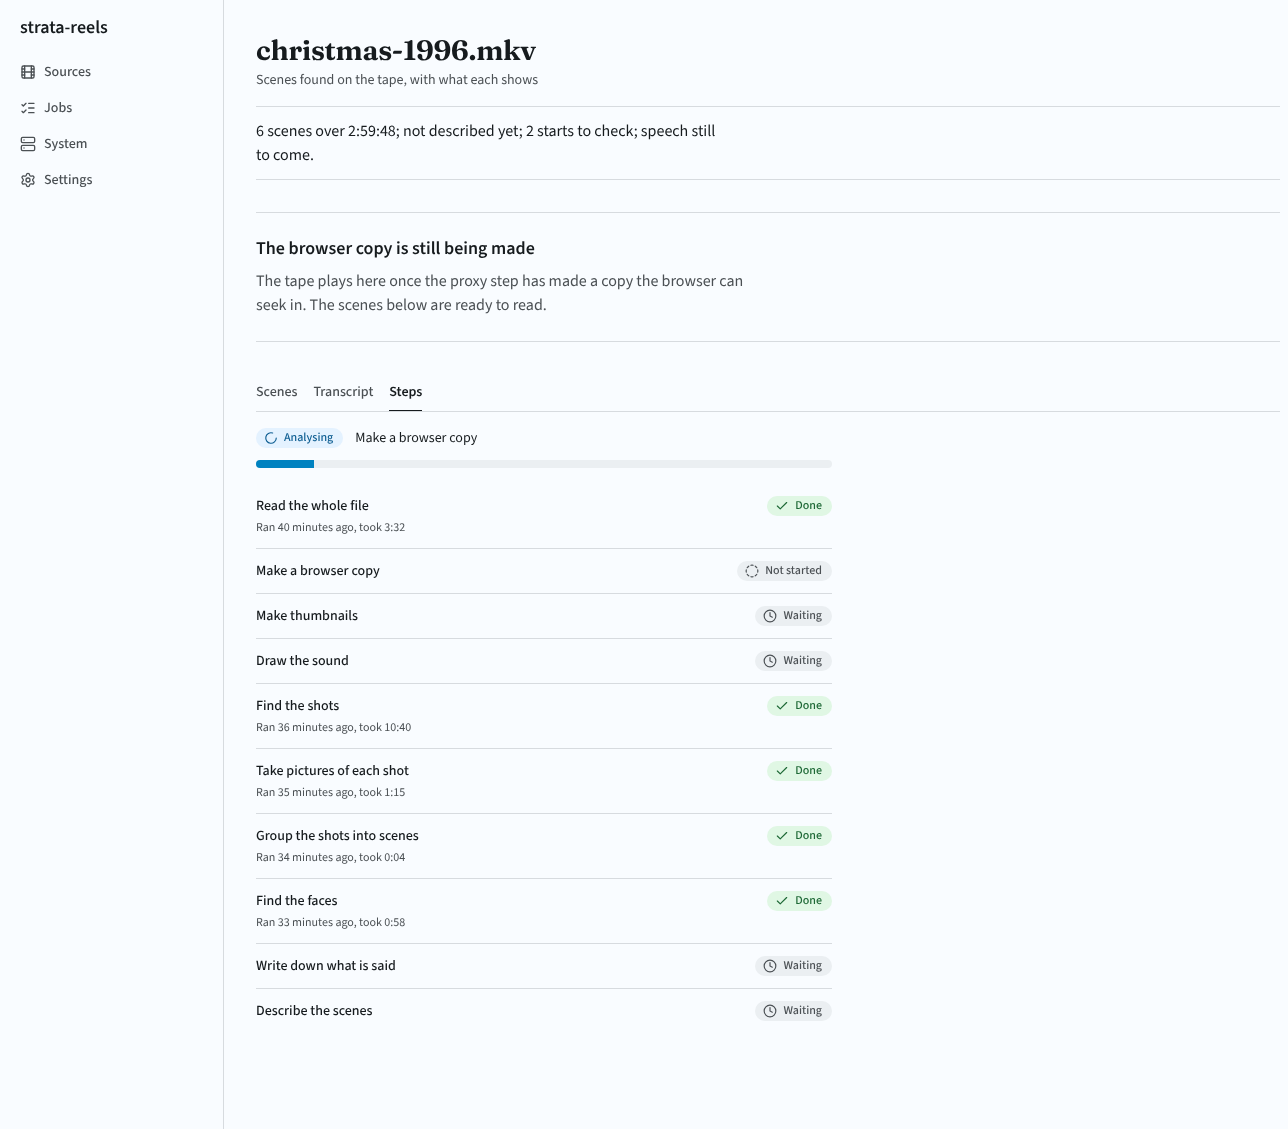 strata-reels
Sources
Jobs
System
Settings
christmas-1996.mkv
Scenes found on the tape, with what each shows
6 scenes over 2:59:48; not described yet; 2 starts to check; speech still
to come.
The browser copy is still being made
The tape plays here once the proxy step has made a copy the browser can
seek in. The scenes below are ready to read.
Scenes Transcript Steps
Analysing Make a browser copy
Read the whole file Done
Ran 40 minutes ago, took 3:32
Make a browser copy Not started
Make thumbnails Waiting
Draw the sound Waiting
Find the shots Done
Ran 36 minutes ago, took 10:40
Take pictures of each shot Done
Ran 35 minutes ago, took 1:15
Group the shots into scenes Done
Ran 34 minutes ago, took 0:04
Find the faces Done
Ran 33 minutes ago, took 0:58
Write down what is said Waiting
Describe the scenes Waiting